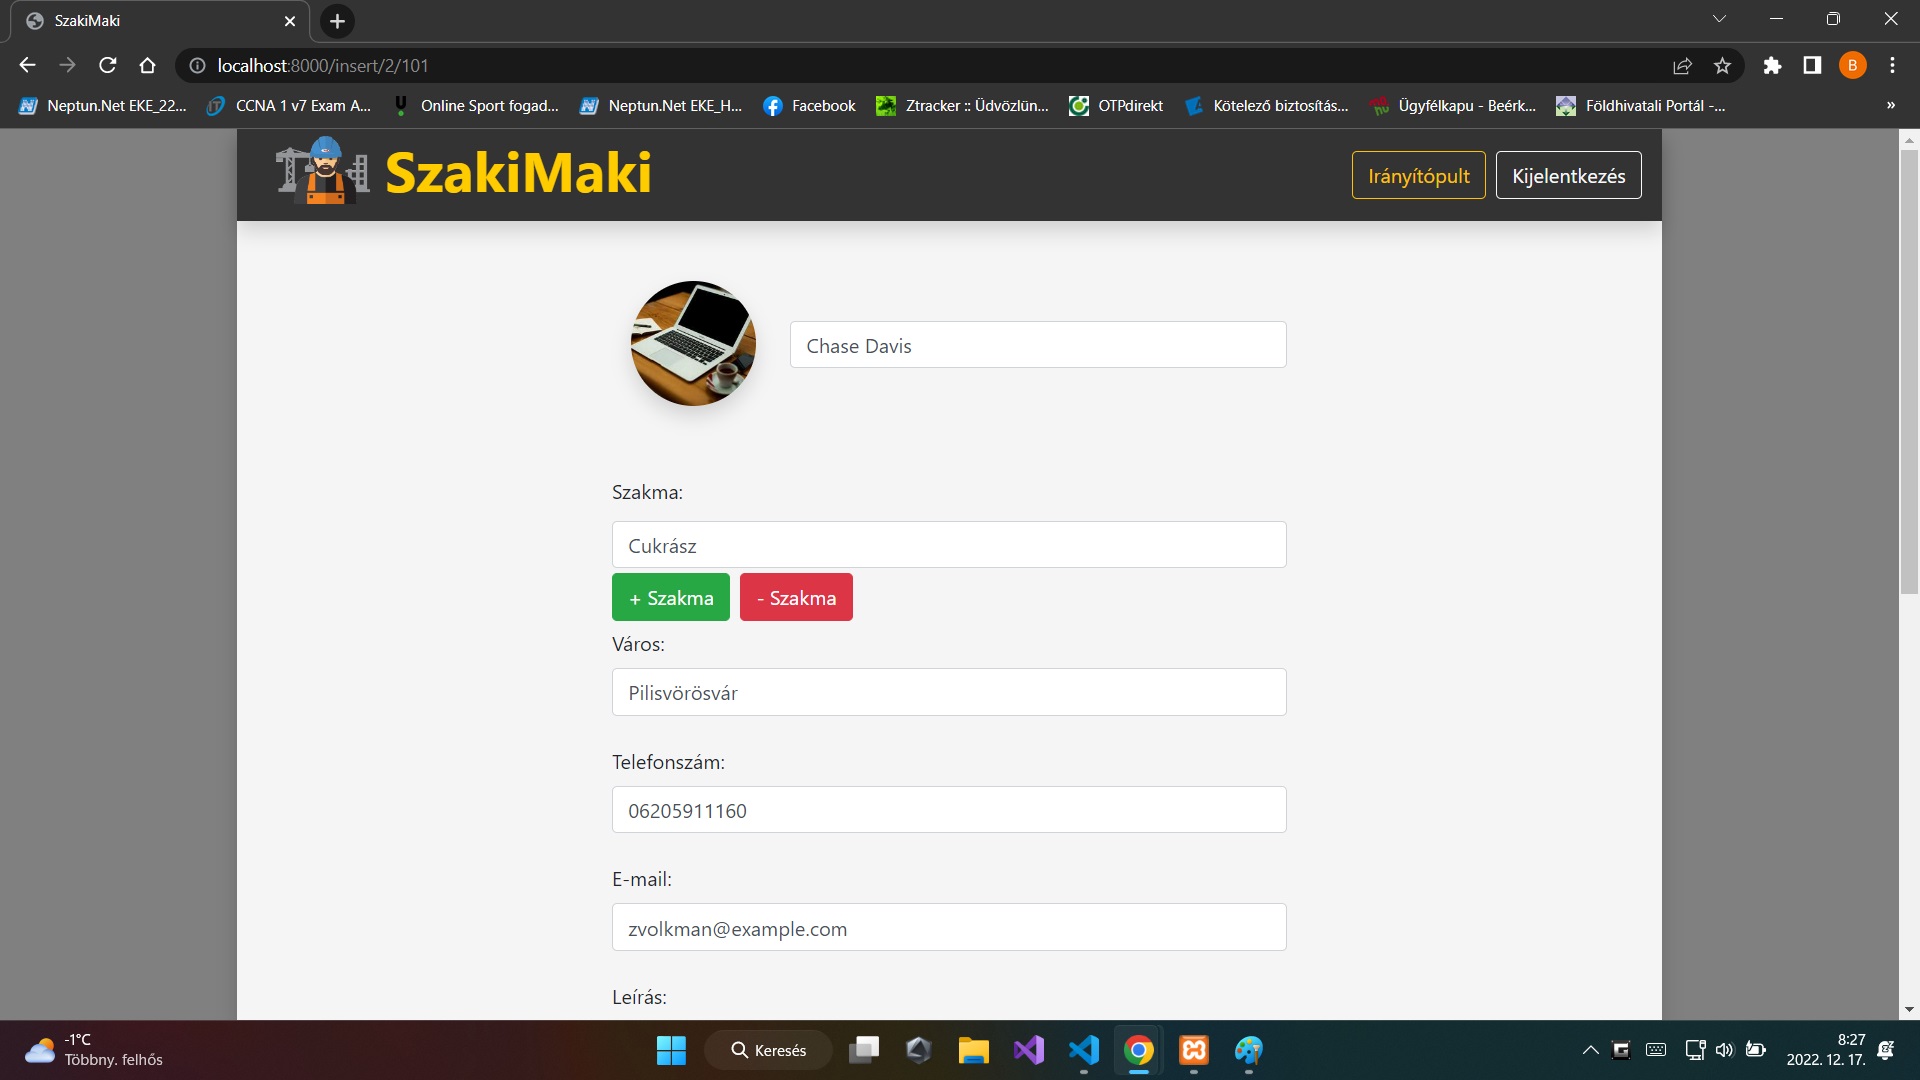 SzakiMaki
localhost:8000/insert/2/101
B
Neptun.Net EKE_22... CCNA 1 v7 Exam A... Online Sport fogad... Neptun.Net EKE_H... Facebook Ztracker :: Üdvözlün... OTPdirekt Kötelező biztosítás... Ügyfélkapu - Beérk... Földhivatali Portál -... »
SzakiMaki
Irányítópult
Kijelentkezés
Chase Davis
Szakma:
Cukrász
+ Szakma
- Szakma
Város:
Pilisvörösvár
Telefonszám:
06205911160
E-mail:
zvolkman@example.com
Leírás:
-1°C
Többny. felhős
Keresés
8:27
2022. 12. 17.